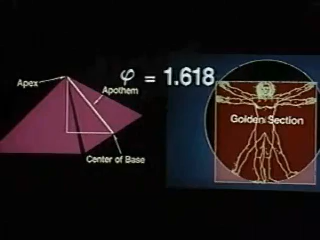 φ = 1.618
Apex
Apothem
Golden Section
Center of Base